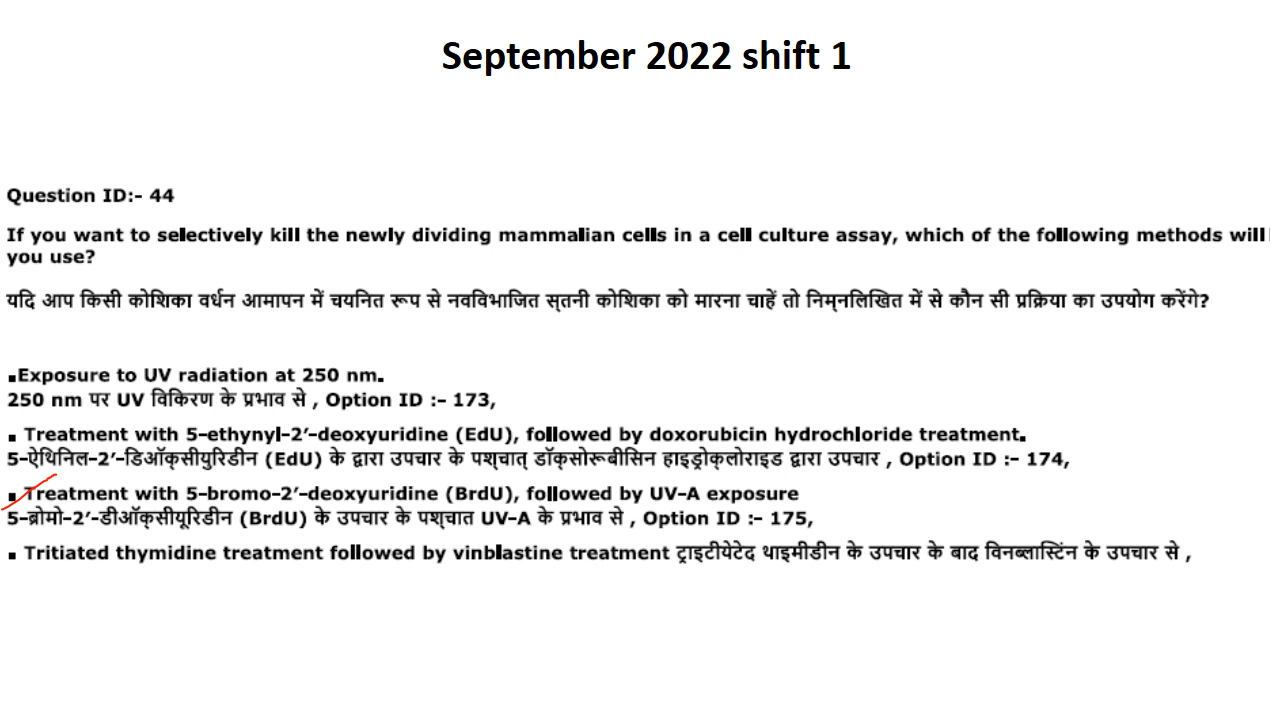 September 2022 shift 1
Question ID:- 44
If you want to selectively kill the newly dividing mammalian cells in a cell culture assay, which of the following methods will
you use?
यदि आप किसी कोशिका वर्धन आमापन में चयनित रूप से नवविभाजित स्तनी कोशिका को मारना चाहें तो निम्नलिखित में से कौन सी प्रक्रिया का उपयोग करेंगे?
▪Exposure to UV radiation at 250 nm.
250 nm पर UV विकिरण के प्रभाव से , Option ID :- 173,
▪ Treatment with 5-ethynyl-2’-deoxyuridine (EdU), followed by doxorubicin hydrochloride treatment.
5-ऐथिनिल-2’-डिऑक्सीयुरिडीन (EdU) के द्वारा उपचार के पश्चात् डॉक्सोरूबीसिन हाइड्रोक्लोराइड द्वारा उपचार , Option ID :- 174,
▪ Treatment with 5-bromo-2’-deoxyuridine (BrdU), followed by UV-A exposure
5-ब्रोमो-2’-डीऑक्सीयूरिडीन (BrdU) के उपचार के पश्चात UV-A के प्रभाव से , Option ID :- 175,
▪ Tritiated thymidine treatment followed by vinblastine treatment ट्राइटीयेटेद थाइमीडीन के उपचार के बाद विनब्लास्टिंन के उपचार से ,